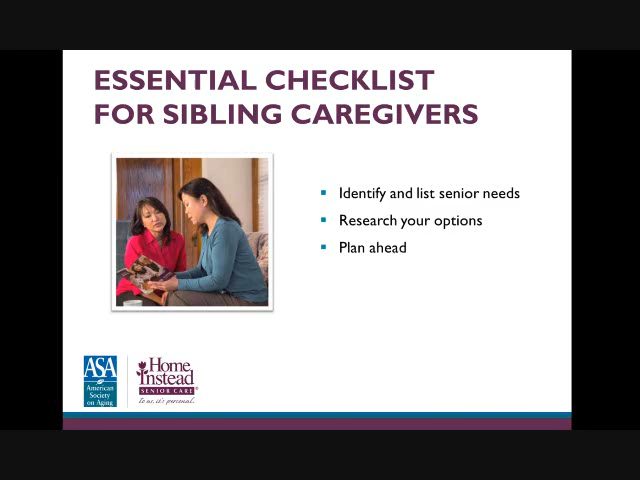 ESSENTIAL CHECKLIST
FOR SIBLING CAREGIVERS
Identify and list senior needs
Research your options
Plan ahead
ASA
American
Society
on Aging
Home
Instead
SENIOR CARE®
to us, it's personal.